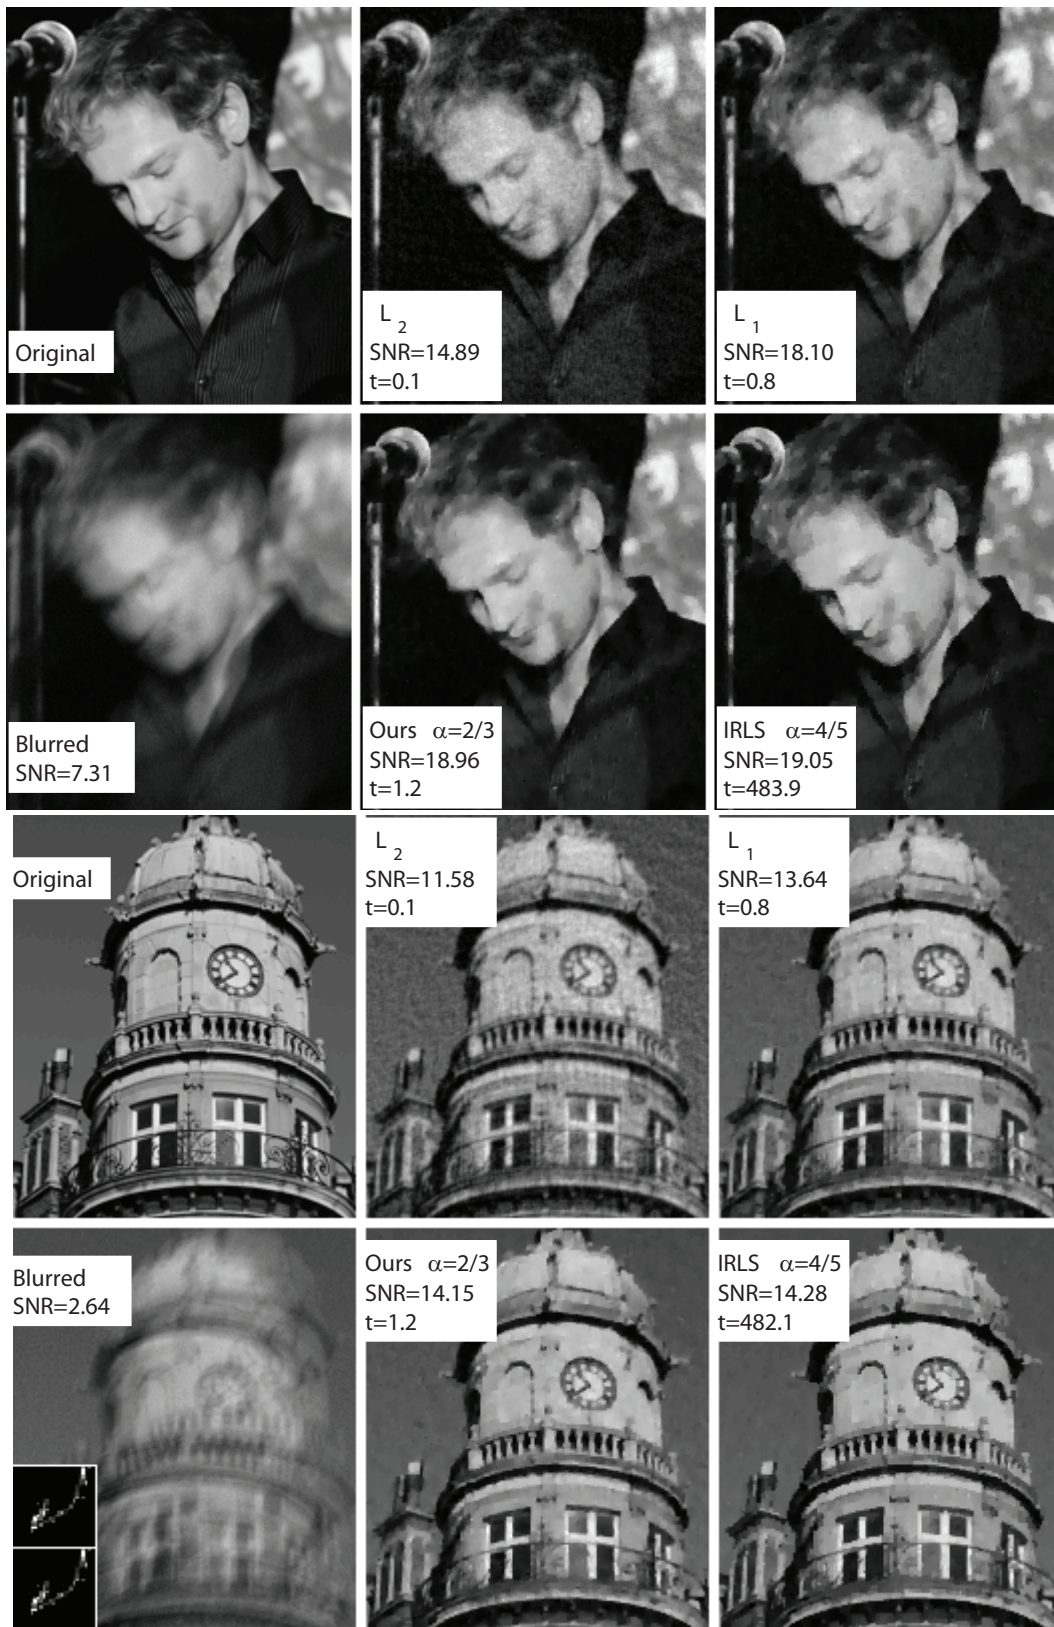 Original
L 2
SNR=14.89
t=0.1
L 1
SNR=18.10
t=0.8
Blurred
SNR=7.31
Ours α=2/3
SNR=18.96
t=1.2
IRLS α=4/5
SNR=19.05
t=483.9
Original
L 2
SNR=11.58
t=0.1
L 1
SNR=13.64
t=0.8
Blurred
SNR=2.64
Ours α=2/3
SNR=14.15
t=1.2
IRLS α=4/5
SNR=14.28
t=482.1